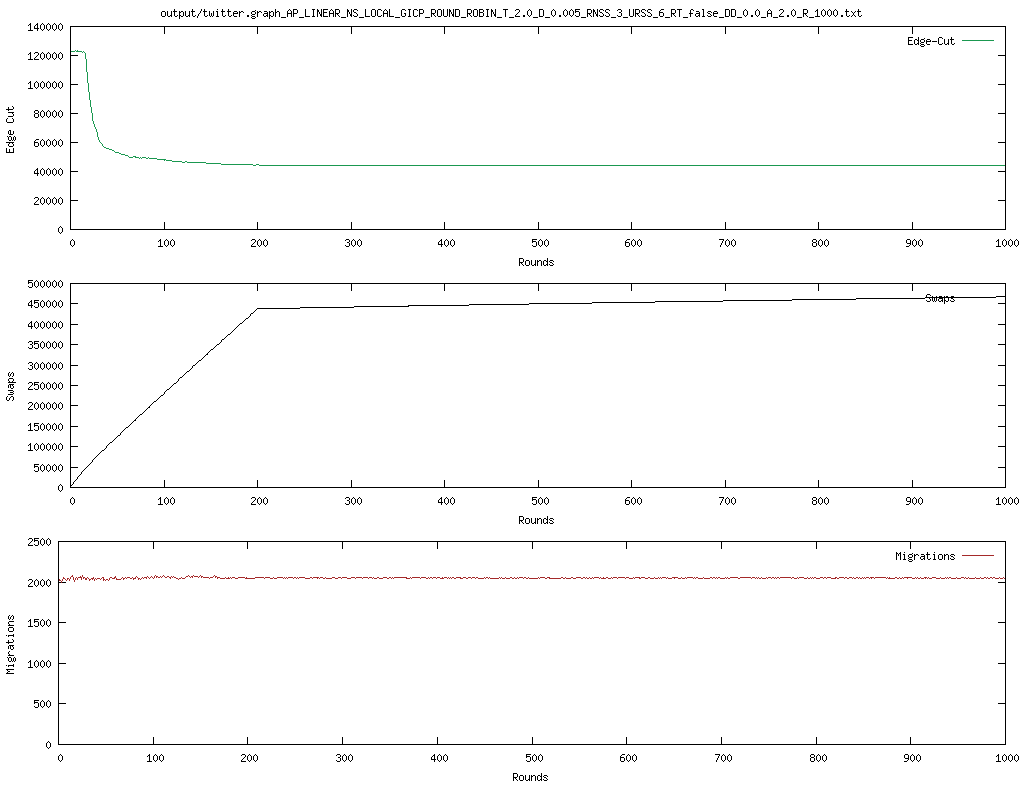 output/twitter.graph_AP_LINEAR_NS_LOCAL_GICP_ROUND_ROBIN_T_2.0_D_0.005_RNSS_3_URSS_6_RT_false_DD_0.0_A_2.0_R_1000.txt
140000
120000
100000
80000
60000
40000
20000
0
Edge Cut
Edge-Cut
0 100 200 300 400 500 600 700 800 900 1000
Rounds
500000
450000
400000
350000
300000
250000
200000
150000
100000
50000
0
Swaps
Swaps
0 100 200 300 400 500 600 700 800 900 1000
Rounds
2500
2000
1500
1000
500
0
Migrations
Migrations
0 100 200 300 400 500 600 700 800 900 1000
Rounds